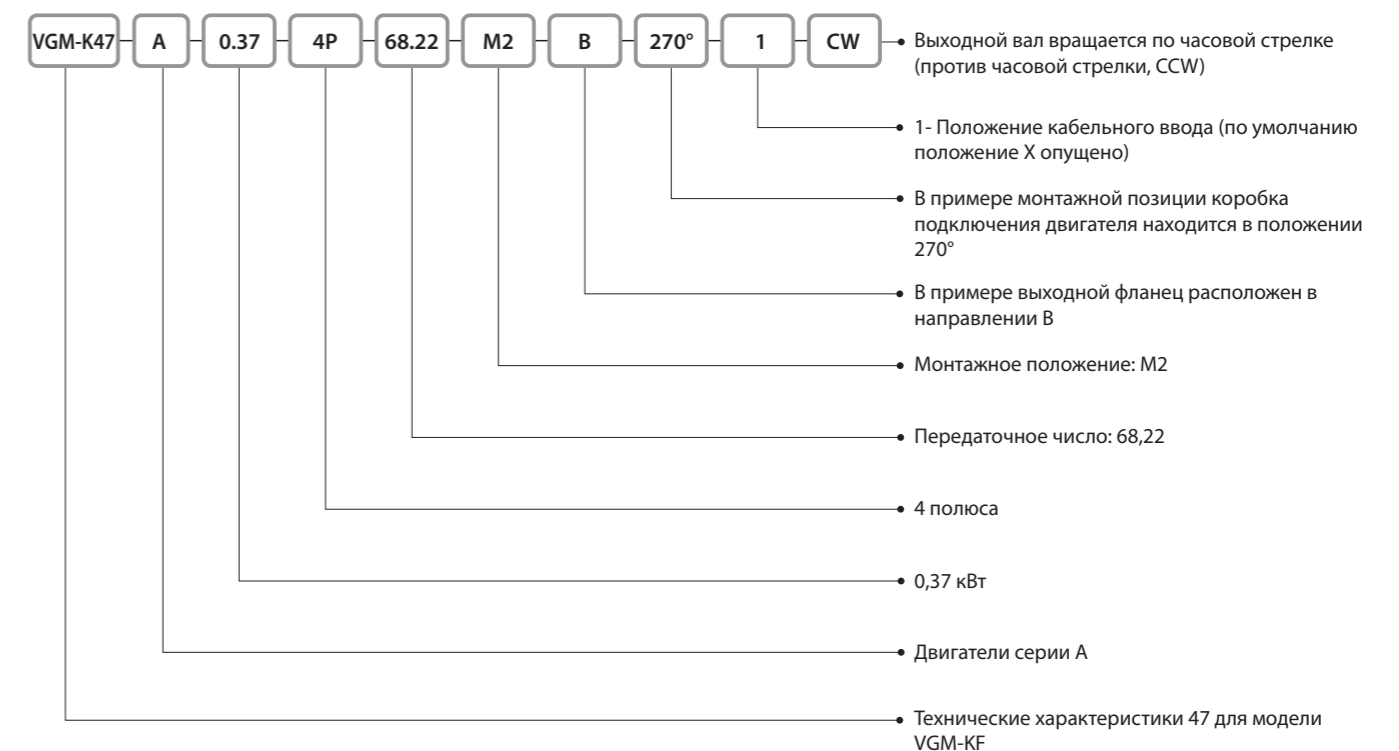 VGM-K47 A 0.37 4P 68.22 M2 B 270° 1 CW
Выходной вал вращается по часовой стрелке
(против часовой стрелки, CCW)
1- Положение кабельного ввода (по умолчанию
положение X опущено)
В примере монтажной позиции коробка
подключения двигателя находится в положении
270°
В примере выходной фланец расположен в
направлении B
Монтажное положение: M2
Передаточное число: 68,22
4 полюса
0,37 кВт
Двигатели серии А
Технические характеристики 47 для модели
VGM-KF